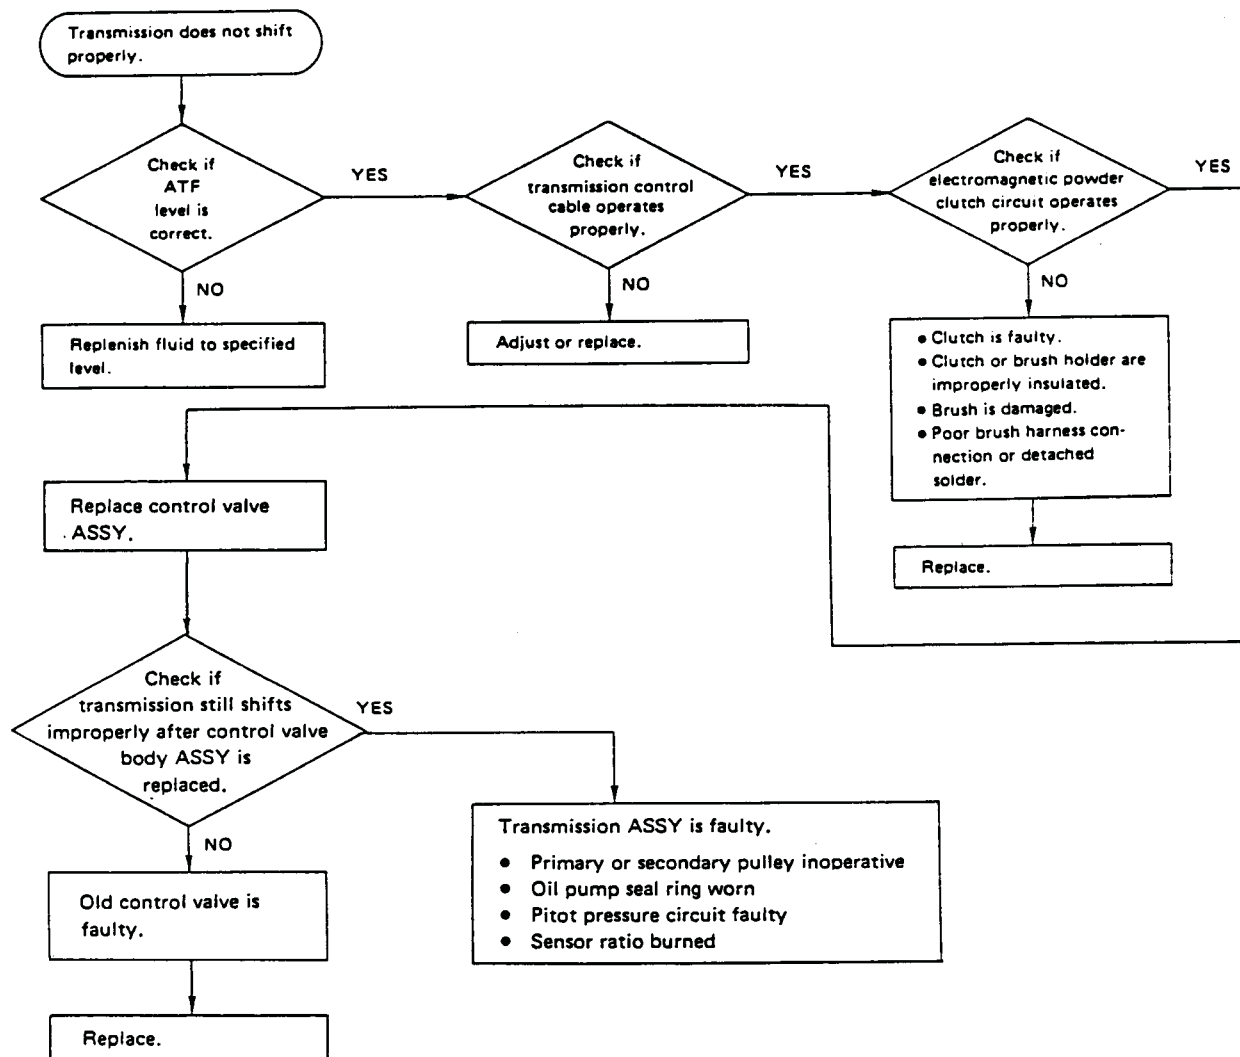 Transmission does not shift
properly.
Check if
ATF
level is
correct.
YES
NO
Replenish fluid to specified
level.
Check if
transmission control
cable operates
properly.
YES
NO
Adjust or replace.
Check if
electromagnetic powder
clutch circuit operates
properly.
YES
NO
• Clutch is faulty.
• Clutch or brush holder are
improperly insulated.
• Brush is damaged.
• Poor brush harness con-
nection or detached
solder.
Replace.
Replace control valve
ASSY.
Check if
transmission still shifts
improperly after control valve
body ASSY is
replaced.
YES
NO
Transmission ASSY is faulty.
• Primary or secondary pulley inoperative
• Oil pump seal ring worn
• Pitot pressure circuit faulty
• Sensor ratio burned
Old control valve is
faulty.
Replace.